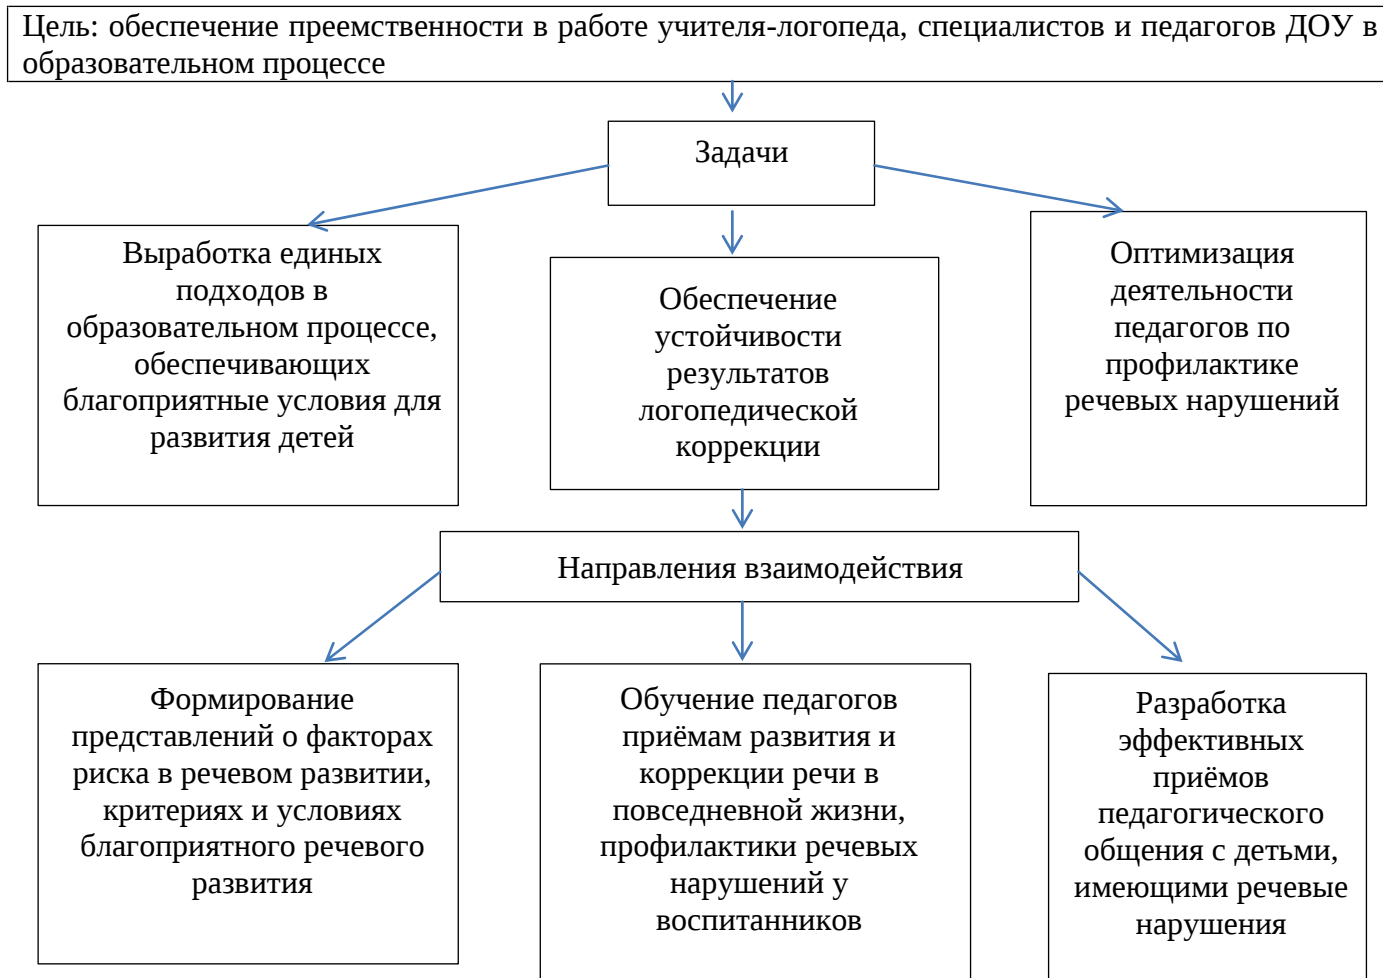 Цель: обеспечение преемственности в работе учителя-логопеда, специалистов и педагогов ДОУ в
образовательном процессе
Задачи
Выработка единых
подходов в
образовательном процессе,
обеспечивающих
благоприятные условия для
развития детей
Обеспечение
устойчивости
результатов
логопедической
коррекции
Оптимизация
деятельности
педагогов по
профилактике
речевых нарушений
Направления взаимодействия
Формирование
представлений о факторах
риска в речевом развитии,
критериях и условиях
благоприятного речевого
развития
Обучение педагогов
приёмам развития и
коррекции речи в
повседневной жизни,
профилактики речевых
нарушений у
воспитанников
Разработка
эффективных
приёмов
педагогического
общения с детьми,
имеющими речевые
нарушения